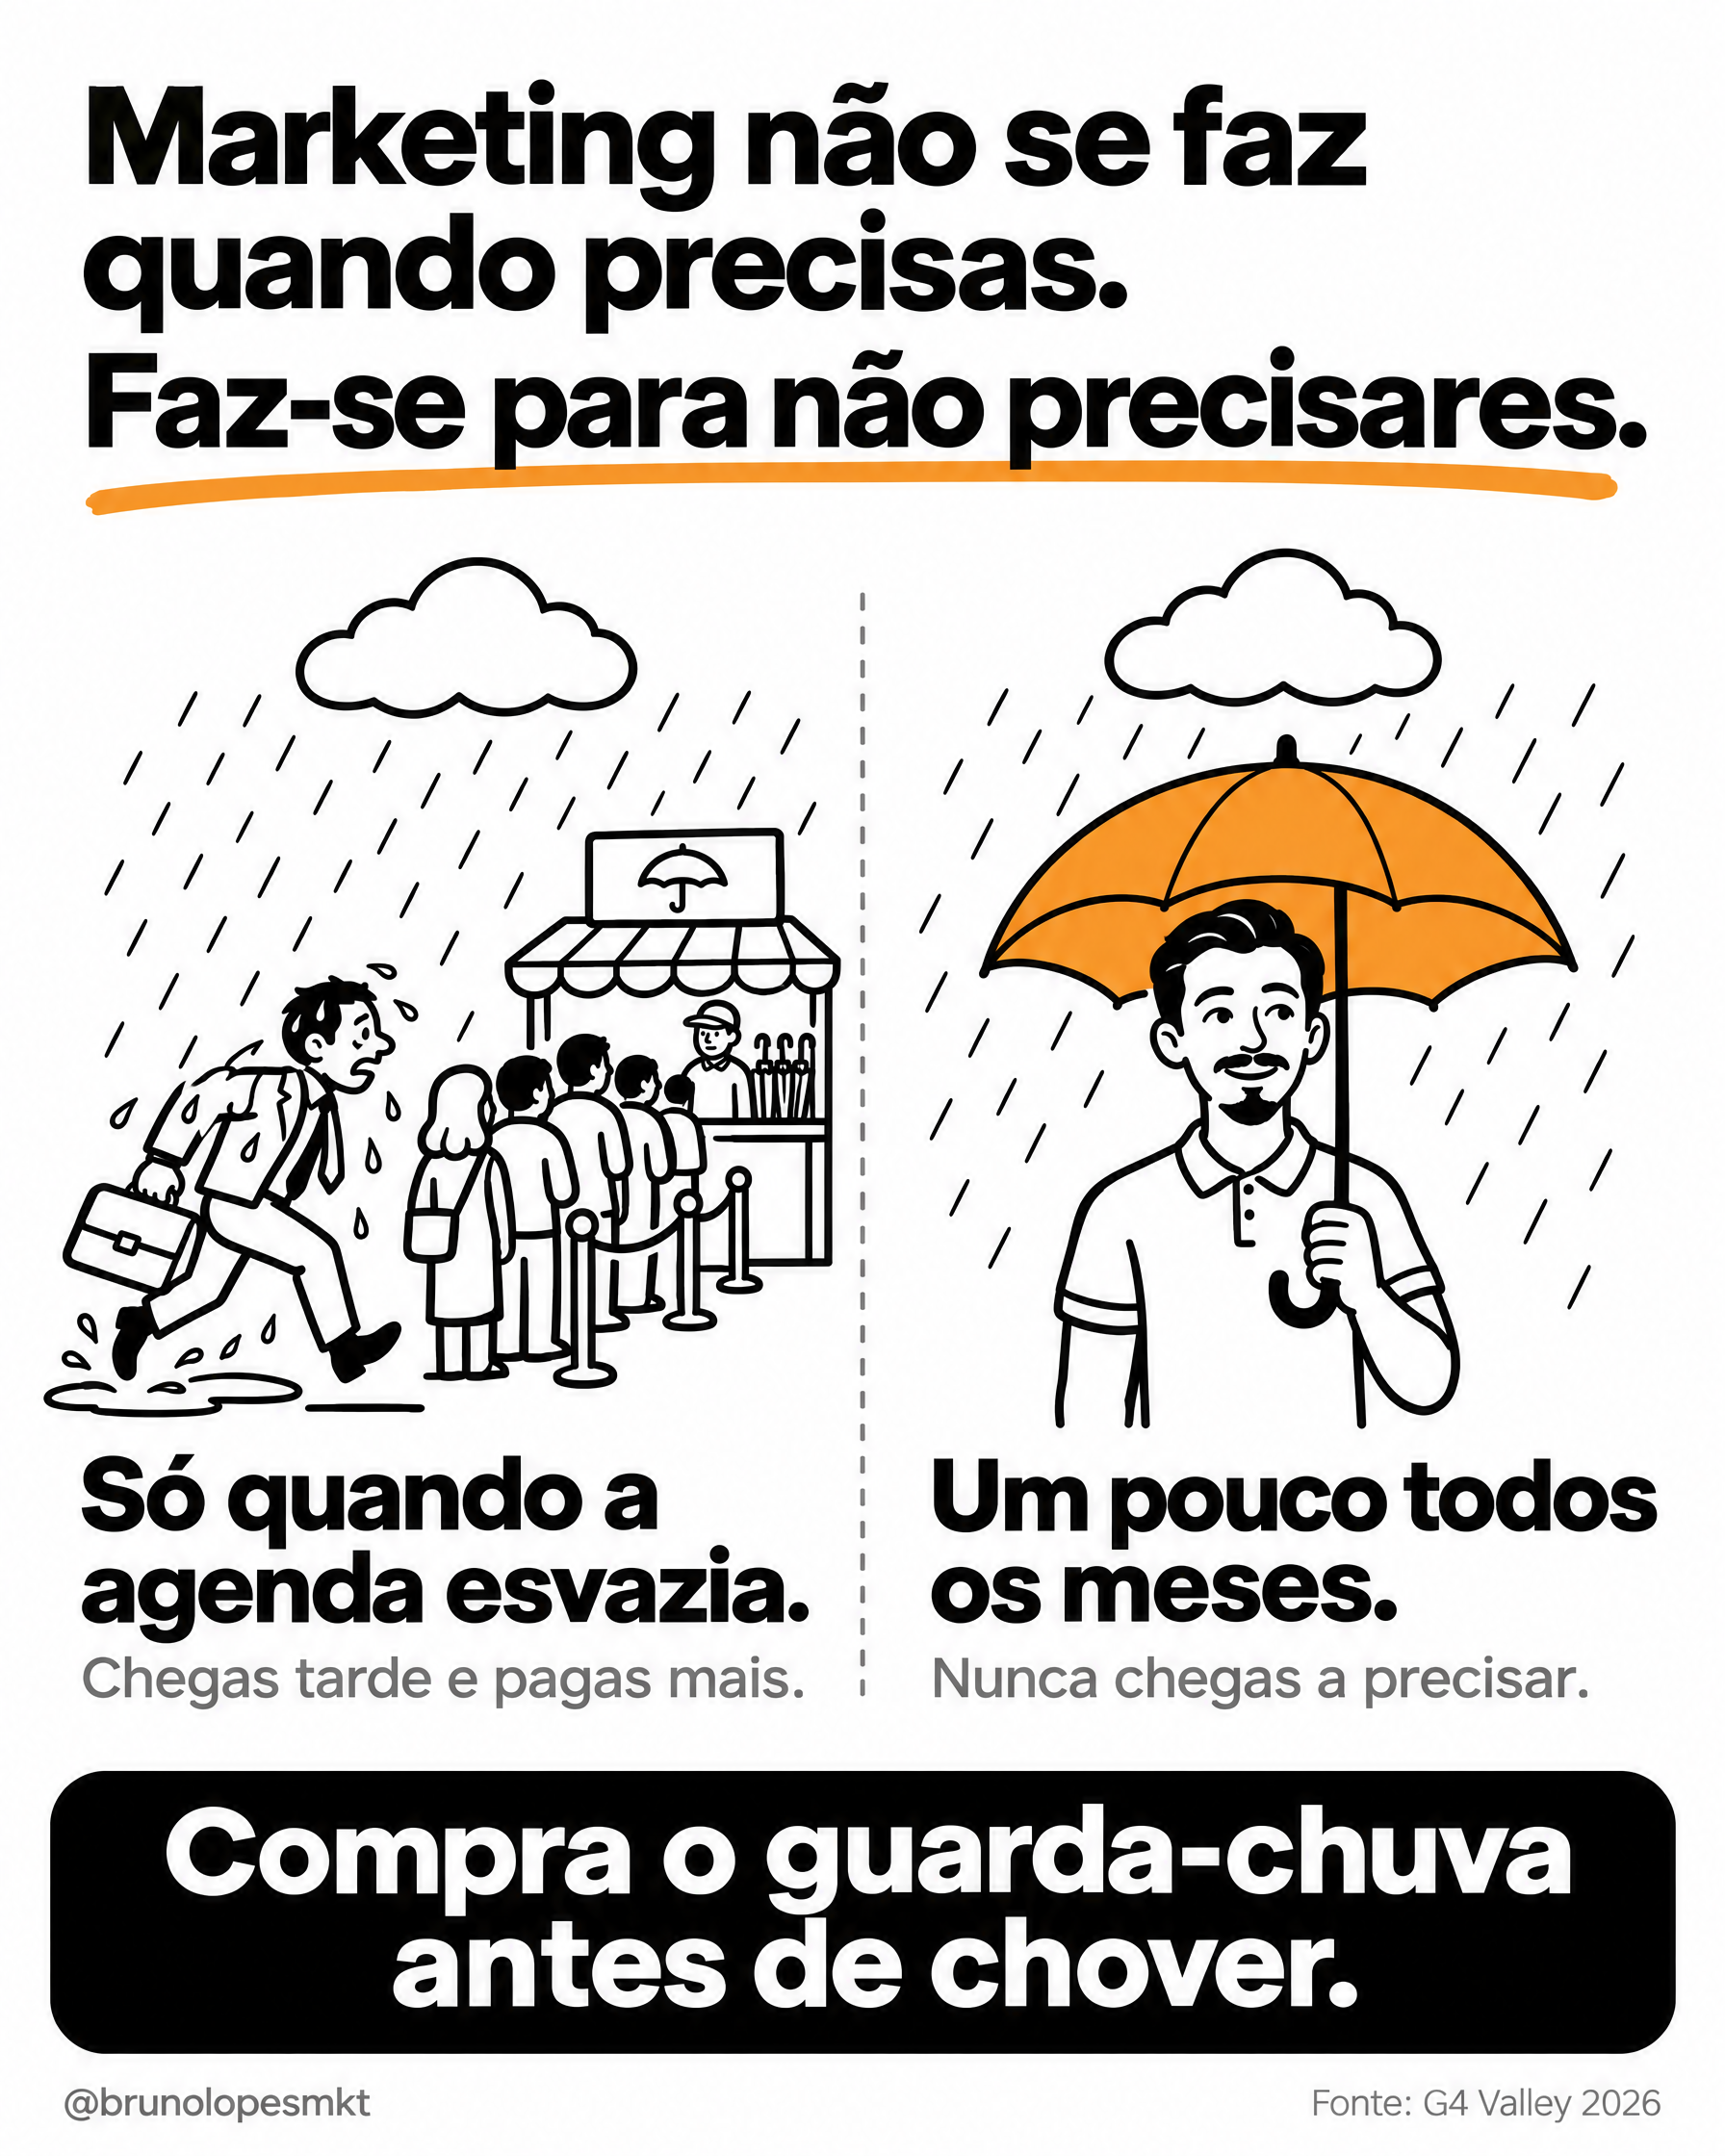 Marketing não se faz
quando precisas.
Faz-se para não precisares.
Só quando a
agenda esvazia.
Chegas tarde e pagas mais.
Um pouco todos
os meses.
Nunca chegas a precisar.
Compra o guarda-chuva
antes de chover.
@brunolopesmkt
Fonte: G4 Valley 2026